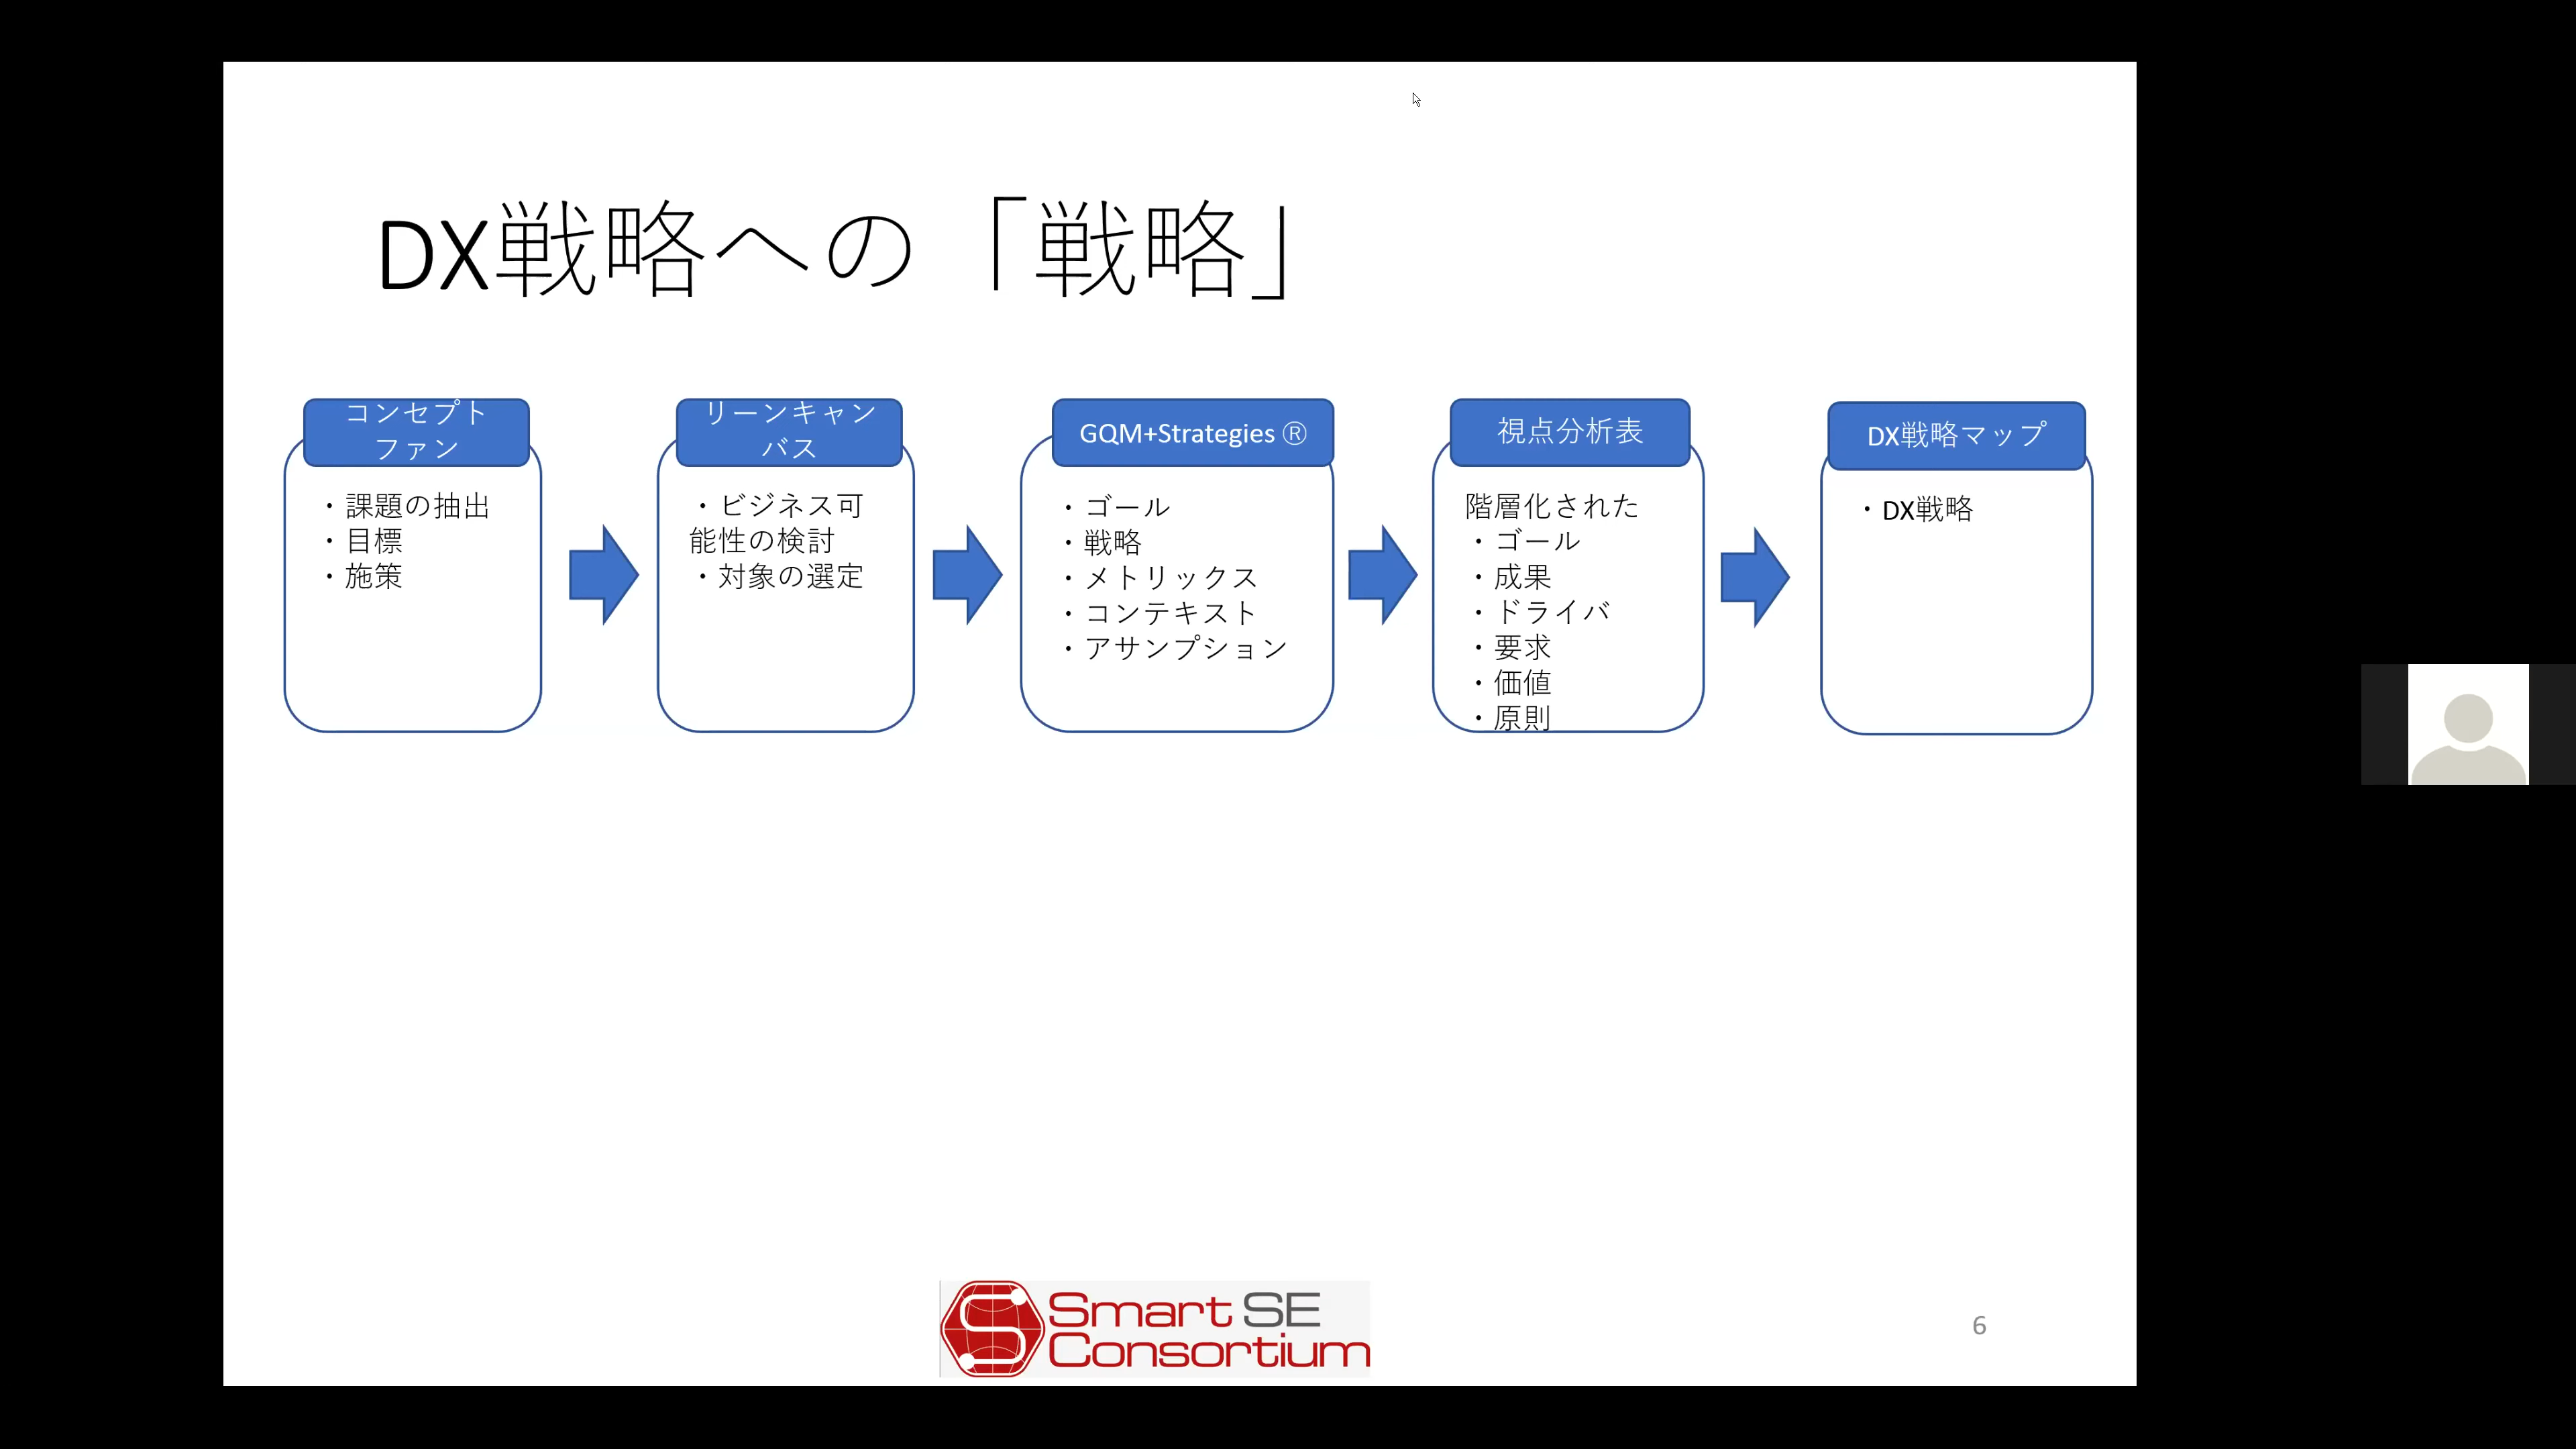 DX戦略への「戦略」
コンセプト
ファン
・課題の抽出
・目標
・施策
リーンキャン
バス
・ビジネス可
能性の検討
・対象の選定
GQM+Strategies Ⓡ
・ゴール
・戦略
・メトリックス
・コンテキスト
・アサンプション
視点分析表
階層化された
・ゴール
・成果
・ドライバ
・要求
・価値
・原則
DX戦略マップ
・DX戦略
Smart SE
Consortium
6